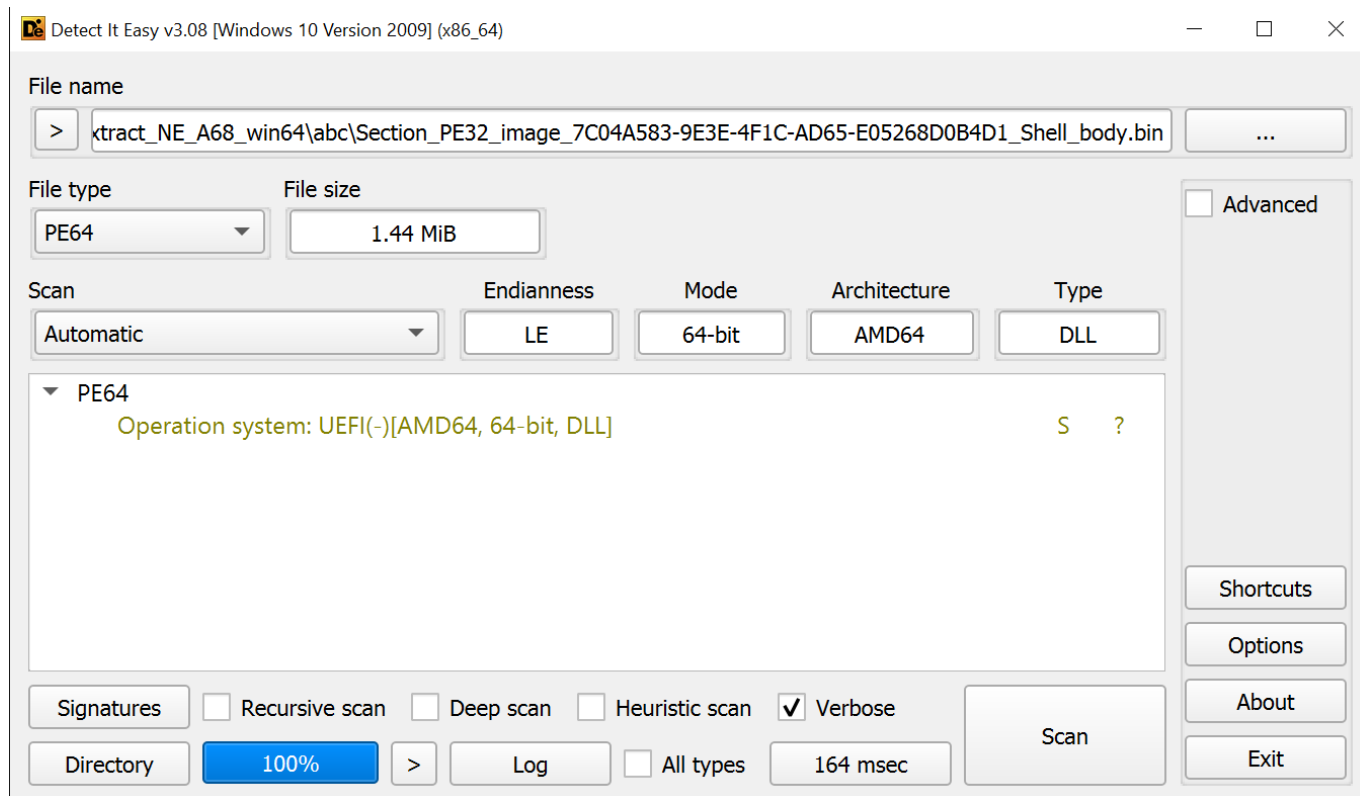 Detect It Easy v3.08 [Windows 10 Version 2009] (x86_64)
File name
> xtract_NE_A68_win64\abc\Section_PE32_image_7C04A583-9E3E-4F1C-AD65-E05268D0B4D1_Shell_body.bin ...
File type File size
PE64 1.44 MiB
Advanced
Scan Endianness Mode Architecture Type
Automatic LE 64-bit AMD64 DLL
PE64
Operation system: UEFI(-)[AMD64, 64-bit, DLL] S ?
Shortcuts
Options
Signatures Recursive scan Deep scan Heuristic scan Verbose
About
Scan
Directory 100% > Log All types 164 msec
Exit